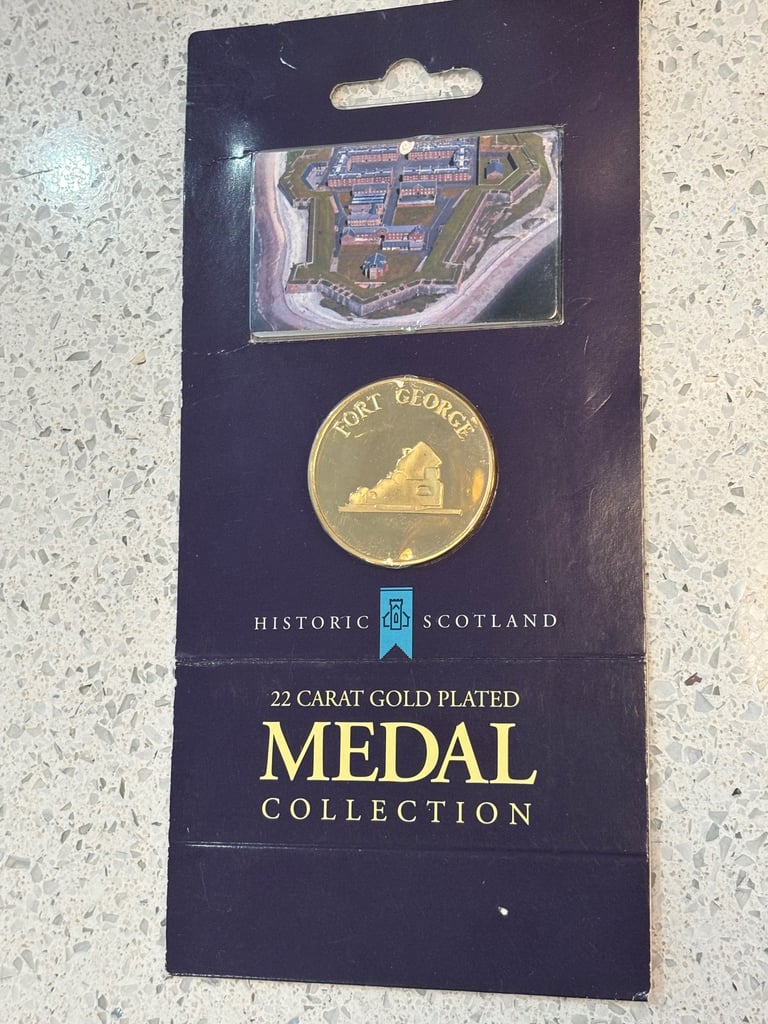 FORT GEORGE
HISTORIC SCOTLAND
22 CARAT GOLD PLATED
MEDAL
COLLECTION